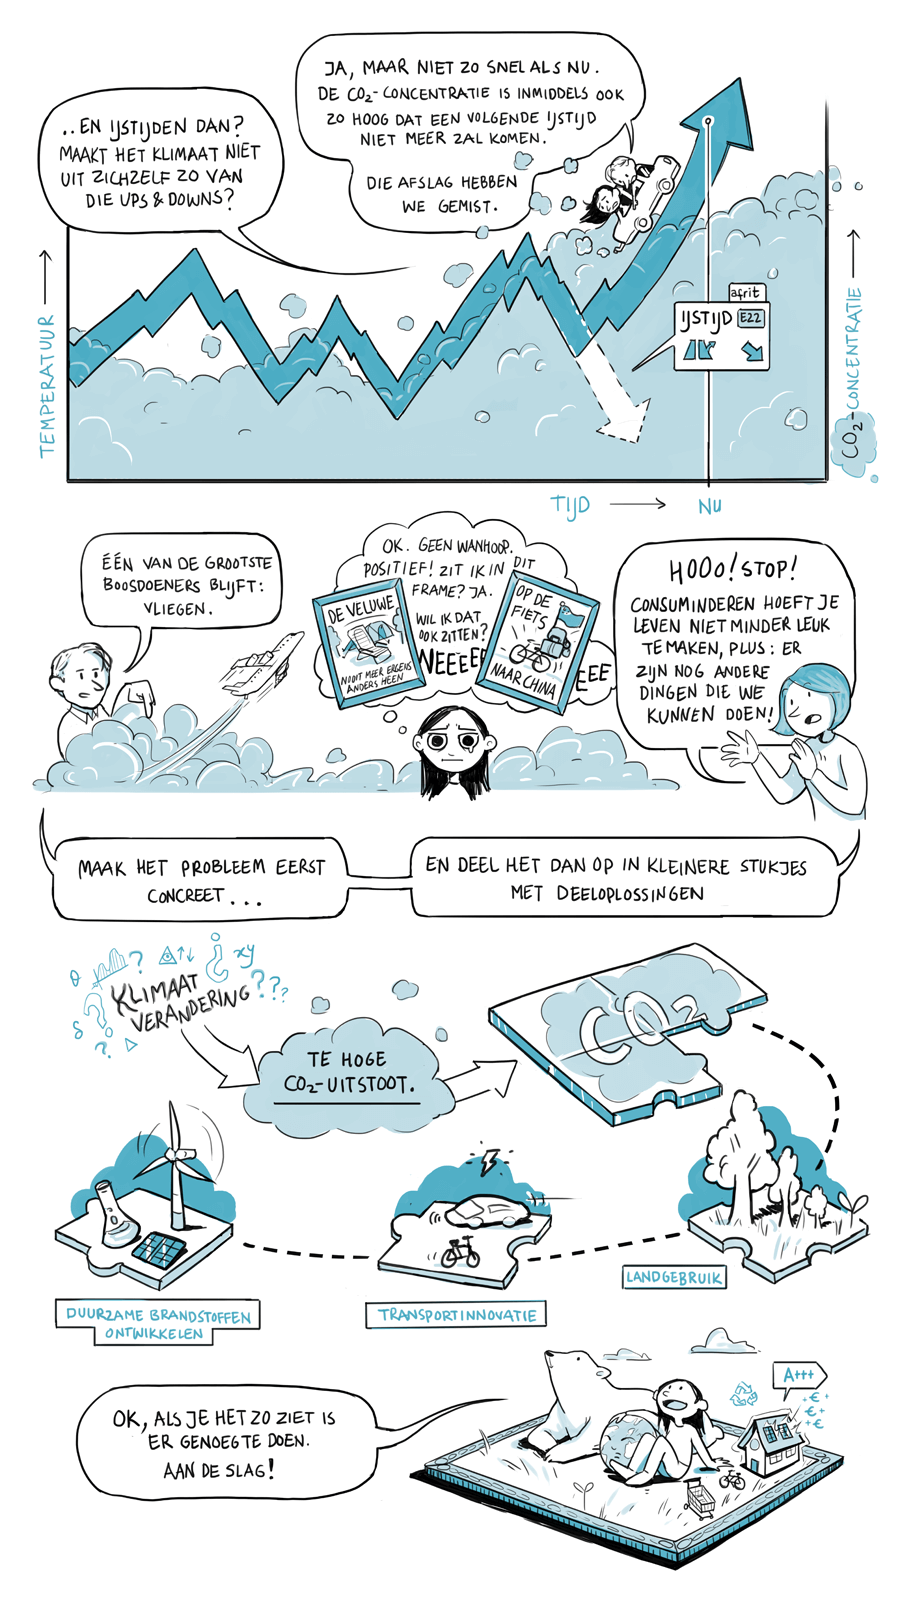 ..EN IJSTIJDEN DAN?
MAAKT HET KLIMAAT NIET
UIT ZICHZELF ZO VAN
DIE UPS & DOWNS?
JA, MAAR NIET ZO SNEL ALS NU.
DE CO₂-CONCENTRATIE IS INMIDDELS OOK
ZO HOOG DAT EEN VOLGENDE IJSTIJD
NIET MEER ZAL KOMEN.
DIE AFSLAG HEBBEN
WE GEMIST.
TEMPERATUUR
afrit
IJSTIJD E22
CO₂-CONCENTRATIE
TIJD
NU
ÉÉN VAN DE GROOTSTE
BOOSDOENERS BLIJFT:
VLIEGEN.
OK. GEEN WANHOOP.
POSITIEF! ZIT IK IN DIT
FRAME? JA.
WIL IK DAT
OOK ZITTEN?
NEEEEE
EEE
DE VELUWE
NOOIT MEER ERGENS
ANDERS HEEN
OP DE
FIETS
NAAR CHINA
HOOO! STOP!
CONSUMINDEREN HOEFT JE
LEVEN NIET MINDER LEUK
TE MAKEN, PLUS: ER
ZIJN NOG ANDERE
DINGEN DIE WE
KUNNEN DOEN!
MAAK HET PROBLEEM EERST
CONCREET...
EN DEEL HET DAN OP IN KLEINERE STUKJES
MET DEELOPLOSSINGEN
KLIMAAT
VERANDERING???
TE HOGE
CO₂-UITSTOOT.
CO₂
DUURZAME BRANDSTOFFEN
ONTWIKKELEN
TRANSPORTINNOVATIE
LANDGEBRUIK
OK, ALS JE HET ZO ZIET IS
ER GENOEG TE DOEN.
AAN DE SLAG!
A+++
+€+
€+
+€